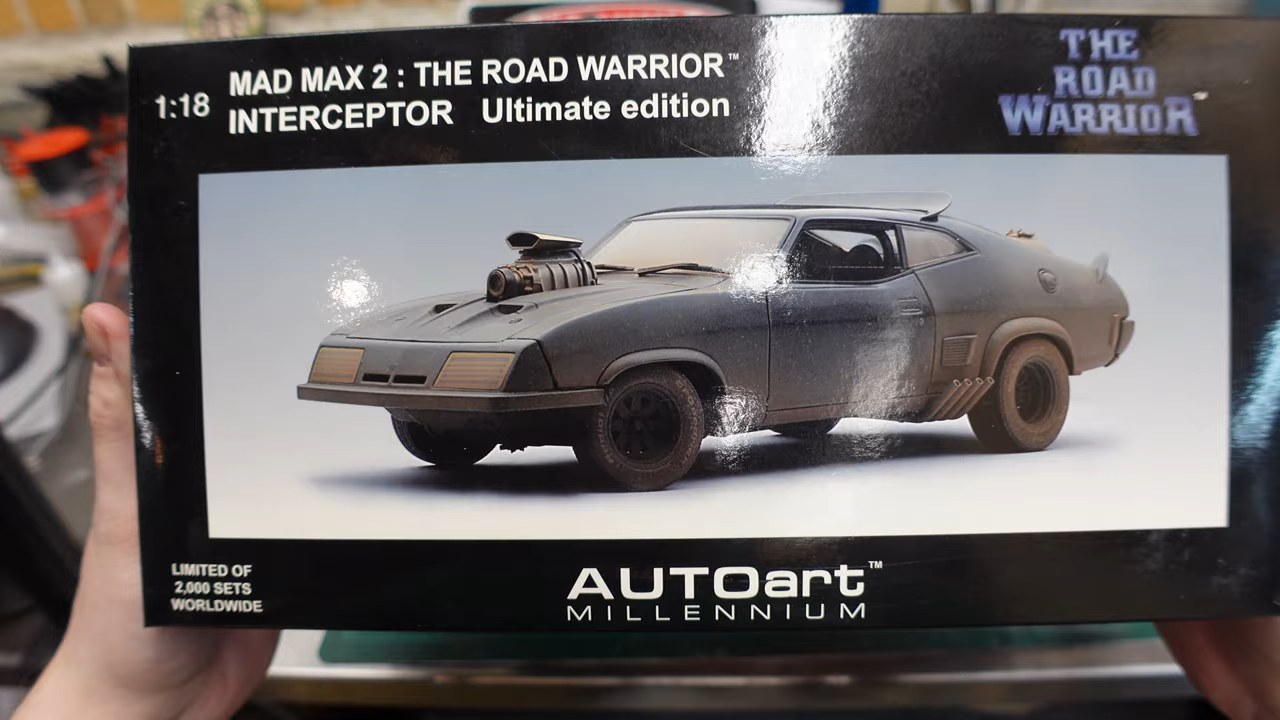 1:18
MAD MAX 2 : THE ROAD WARRIOR™
INTERCEPTOR Ultimate edition
THE
ROAD
WARRIOR
LIMITED OF
2,000 SETS
WORLDWIDE
AUTOart™
MILLENNIUM